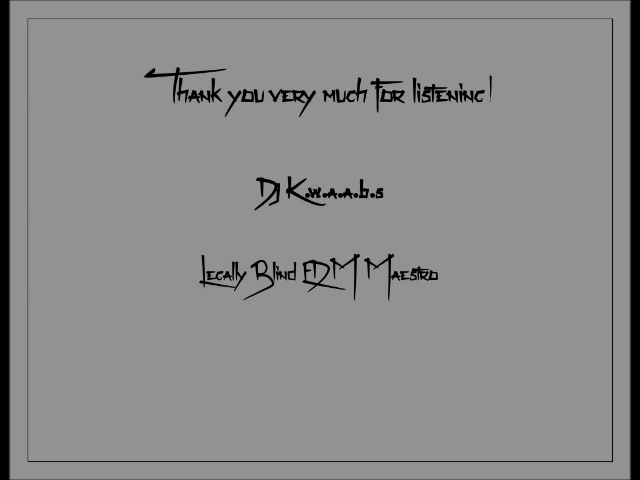 Thank you very much for listening!
Dj K.w.a.a.b.s
Legally Blind EDM Maestro